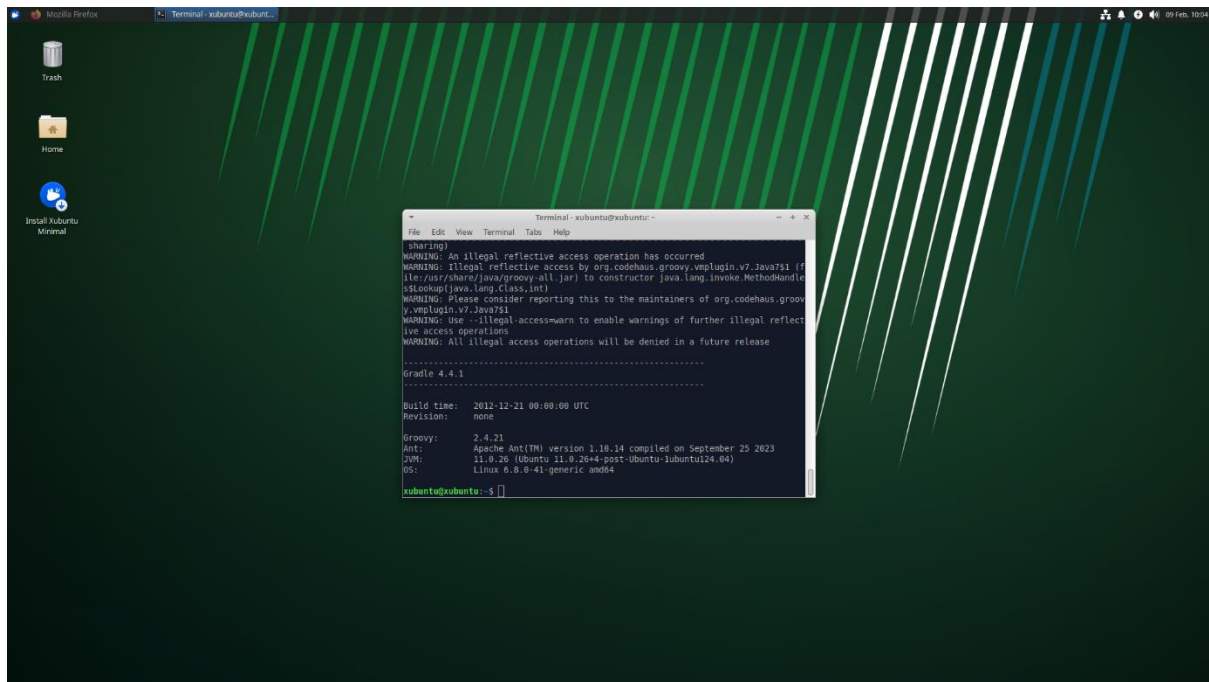 Mozilla Firefox
Terminal - xubuntu@xubunt...
09 Feb, 10:04
Trash
Home
Install Xubuntu
Minimal
Terminal - xubuntu@xubuntu: ~
File Edit View Terminal Tabs Help
sharing)
WARNING: An illegal reflective access operation has occurred
WARNING: Illegal reflective access by org.codehaus.groovy.vmplugin.v7.Java7$1 (f
ile:/usr/share/java/groovy-all.jar) to constructor java.lang.invoke.MethodHandle
s$Lookup(java.lang.Class,int)
WARNING: Please consider reporting this to the maintainers of org.codehaus.groov
y.vmplugin.v7.Java7$1
WARNING: Use --illegal-access=warn to enable warnings of further illegal reflect
ive access operations
WARNING: All illegal access operations will be denied in a future release
------------------------------------------------------------
Gradle 4.4.1
------------------------------------------------------------
Build time: 2012-12-21 00:00:00 UTC
Revision: none
Groovy: 2.4.21
Ant: Apache Ant(TM) version 1.10.14 compiled on September 25 2023
JVM: 11.0.26 (Ubuntu 11.0.26+4-post-Ubuntu-1ubuntu124.04)
OS: Linux 6.8.0-41-generic amd64
xubuntu@xubuntu:~$